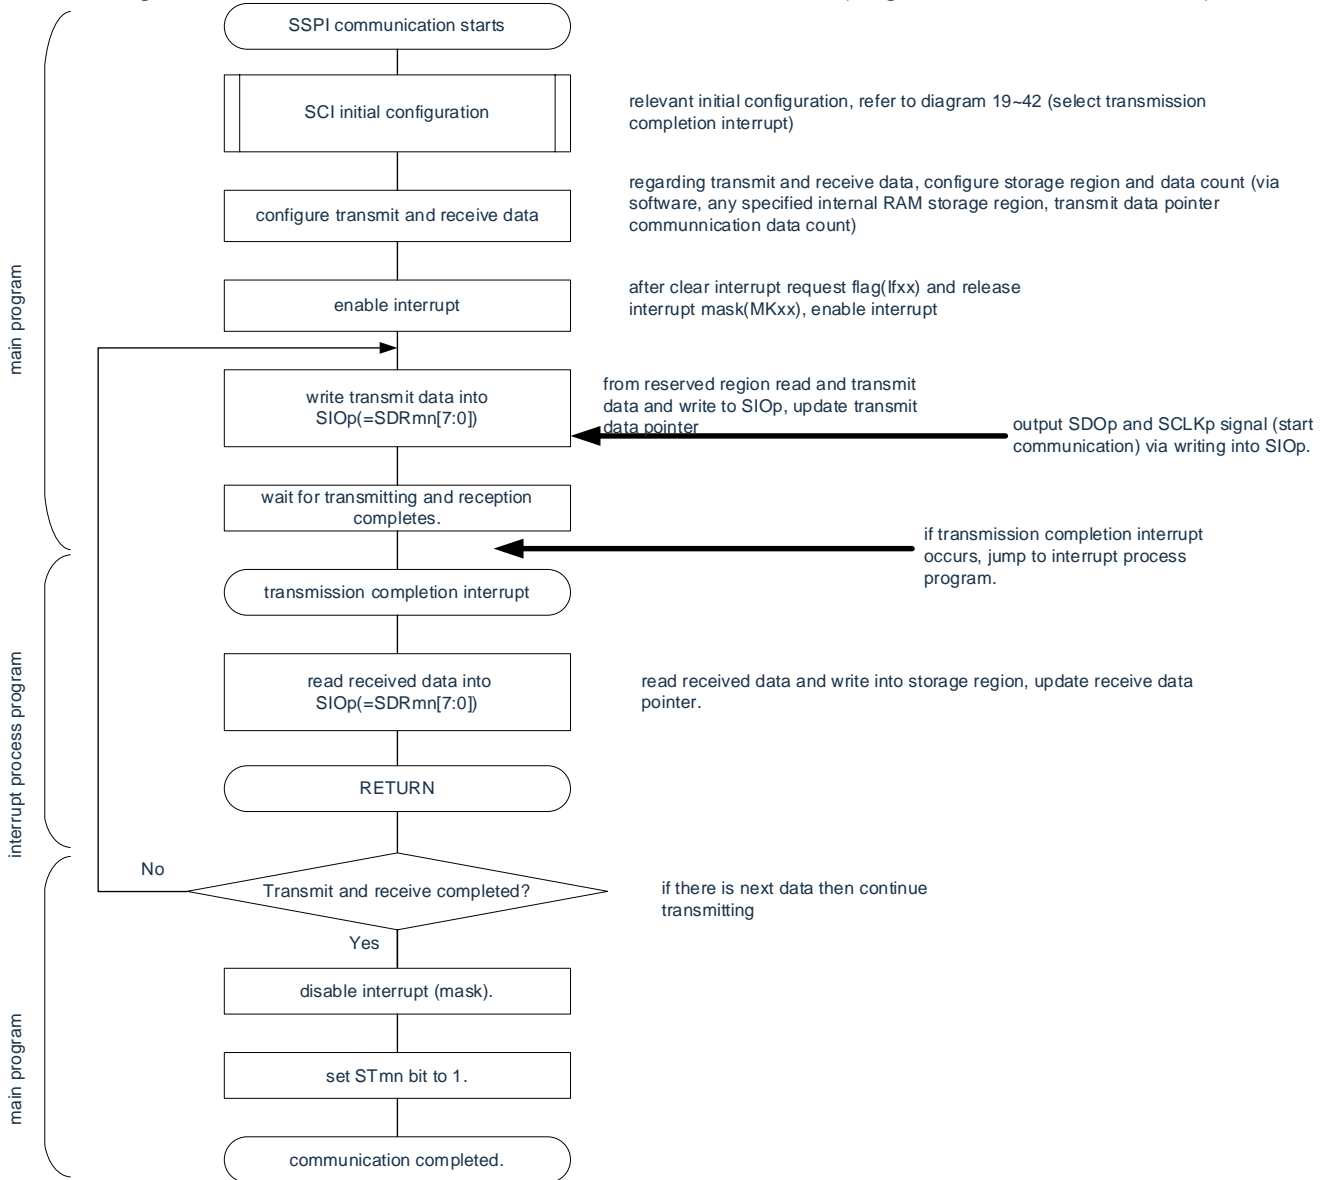 SSPI communication starts
SCI initial configuration
relevant initial configuration, refer to diagram 19~42 (select transmission
completion interrupt)
configure transmit and receive data
regarding transmit and receive data, configure storage region and data count (via
software, any specified internal RAM storage region, transmit data pointer
communnication data count)
main program
enable interrupt
after clear interrupt request flag(Ifxx) and release
interrupt mask(MKxx), enable interrupt
write transmit data into
SIOp(=SDRmn[7:0])
from reserved region read and transmit
data and write to SIOp, update transmit
data pointer
output SDOp and SCLKp signal (start
communication) via writing into SIOp.
wait for transmitting and reception
completes.
if transmission completion interrupt
occurs, jump to interrupt process
program.
transmission completion interrupt
interrupt process program
read received data into
SIOp(=SDRmn[7:0])
read received data and write into storage region, update receive data
pointer.
RETURN
No
Transmit and receive completed?
if there is next data then continue
transmitting
Yes
disable interrupt (mask).
main program
set STmn bit to 1.
communication completed.